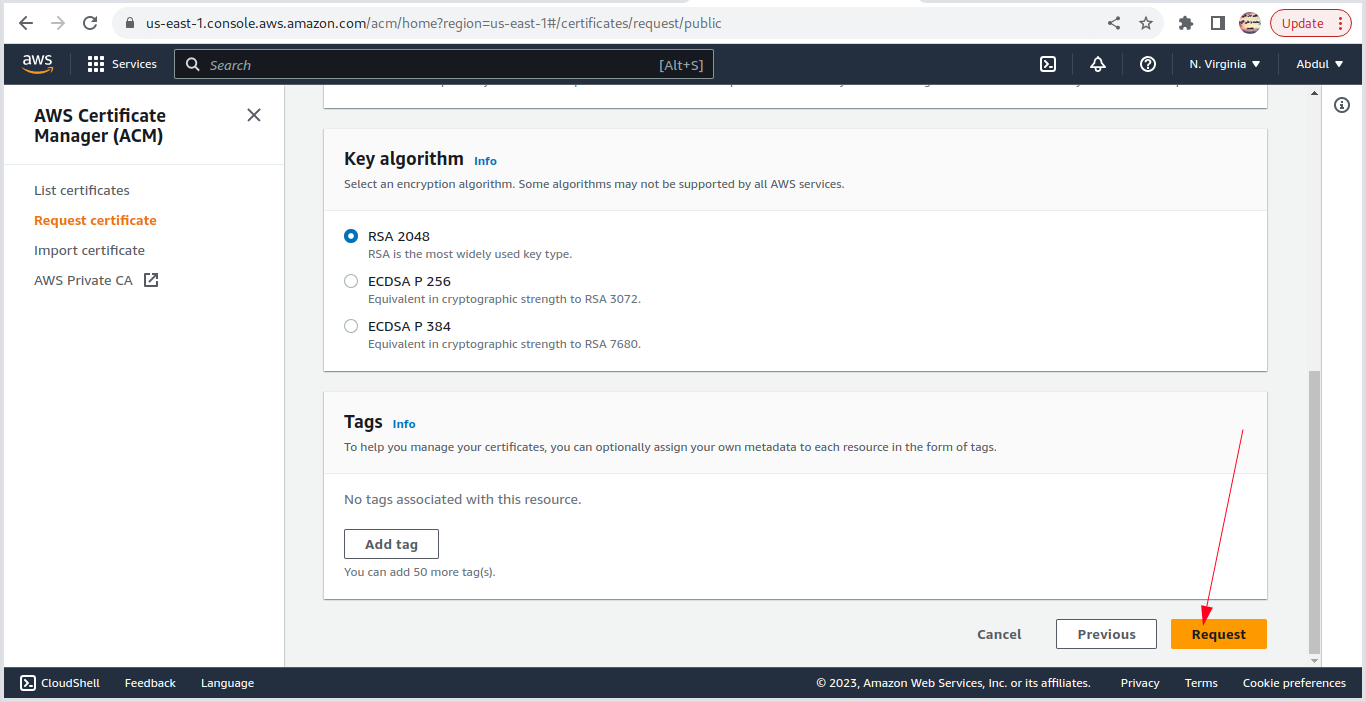 us-east-1.console.aws.amazon.com/acm/home?region=us-east-1#/certificates/request/public
Update
aws
Services
Search
[Alt+S]
N. Virginia
Abdul
AWS Certificate
Manager (ACM)
List certificates
Request certificate
Import certificate
AWS Private CA
Key algorithm Info
Select an encryption algorithm. Some algorithms may not be supported by all AWS services.
RSA 2048
RSA is the most widely used key type.
ECDSA P 256
Equivalent in cryptographic strength to RSA 3072.
ECDSA P 384
Equivalent in cryptographic strength to RSA 7680.
Tags Info
To help you manage your certificates, you can optionally assign your own metadata to each resource in the form of tags.
No tags associated with this resource.
Add tag
You can add 50 more tag(s).
Cancel
Previous
Request
CloudShell
Feedback
Language
© 2023, Amazon Web Services, Inc. or its affiliates.
Privacy
Terms
Cookie preferences